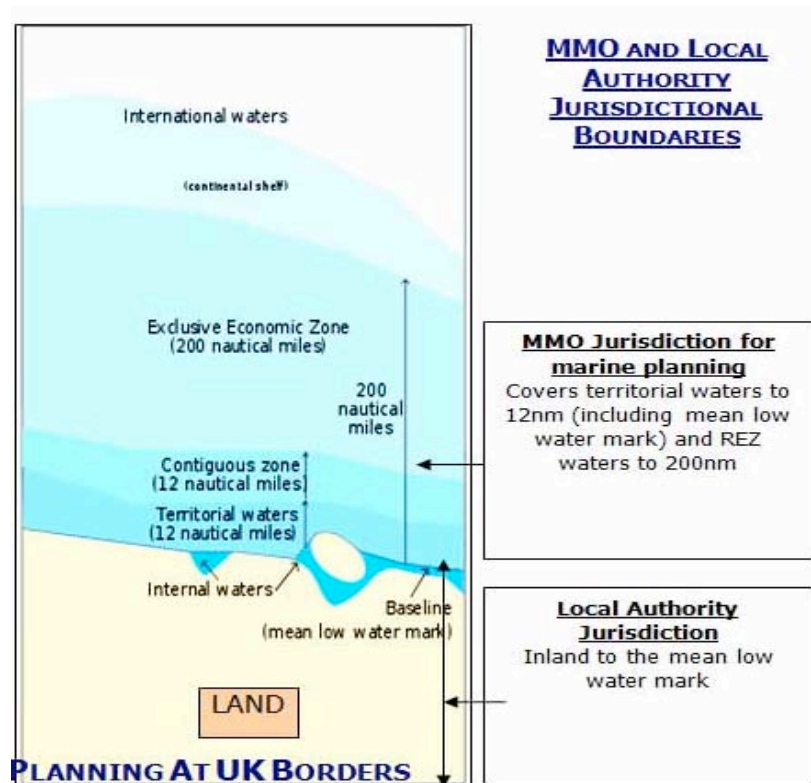 MMO AND LOCAL
AUTHORITY
JURISDICTIONAL
BOUNDARIES
International waters
(continental shelf)
Exclusive Economic Zone
(200 nautical miles)
200
nautical
miles
Contiguous zone
(12 nautical miles)
Territorial waters
(12 nautical miles)
Internal waters
Baseline
(mean low water mark)
LAND
MMO Jurisdiction for
marine planning
Covers territorial waters to
12nm (including mean low
water mark) and REZ
waters to 200nm
Local Authority
Jurisdiction
Inland to the mean low
water mark
PLANNING AT UK BORDERS